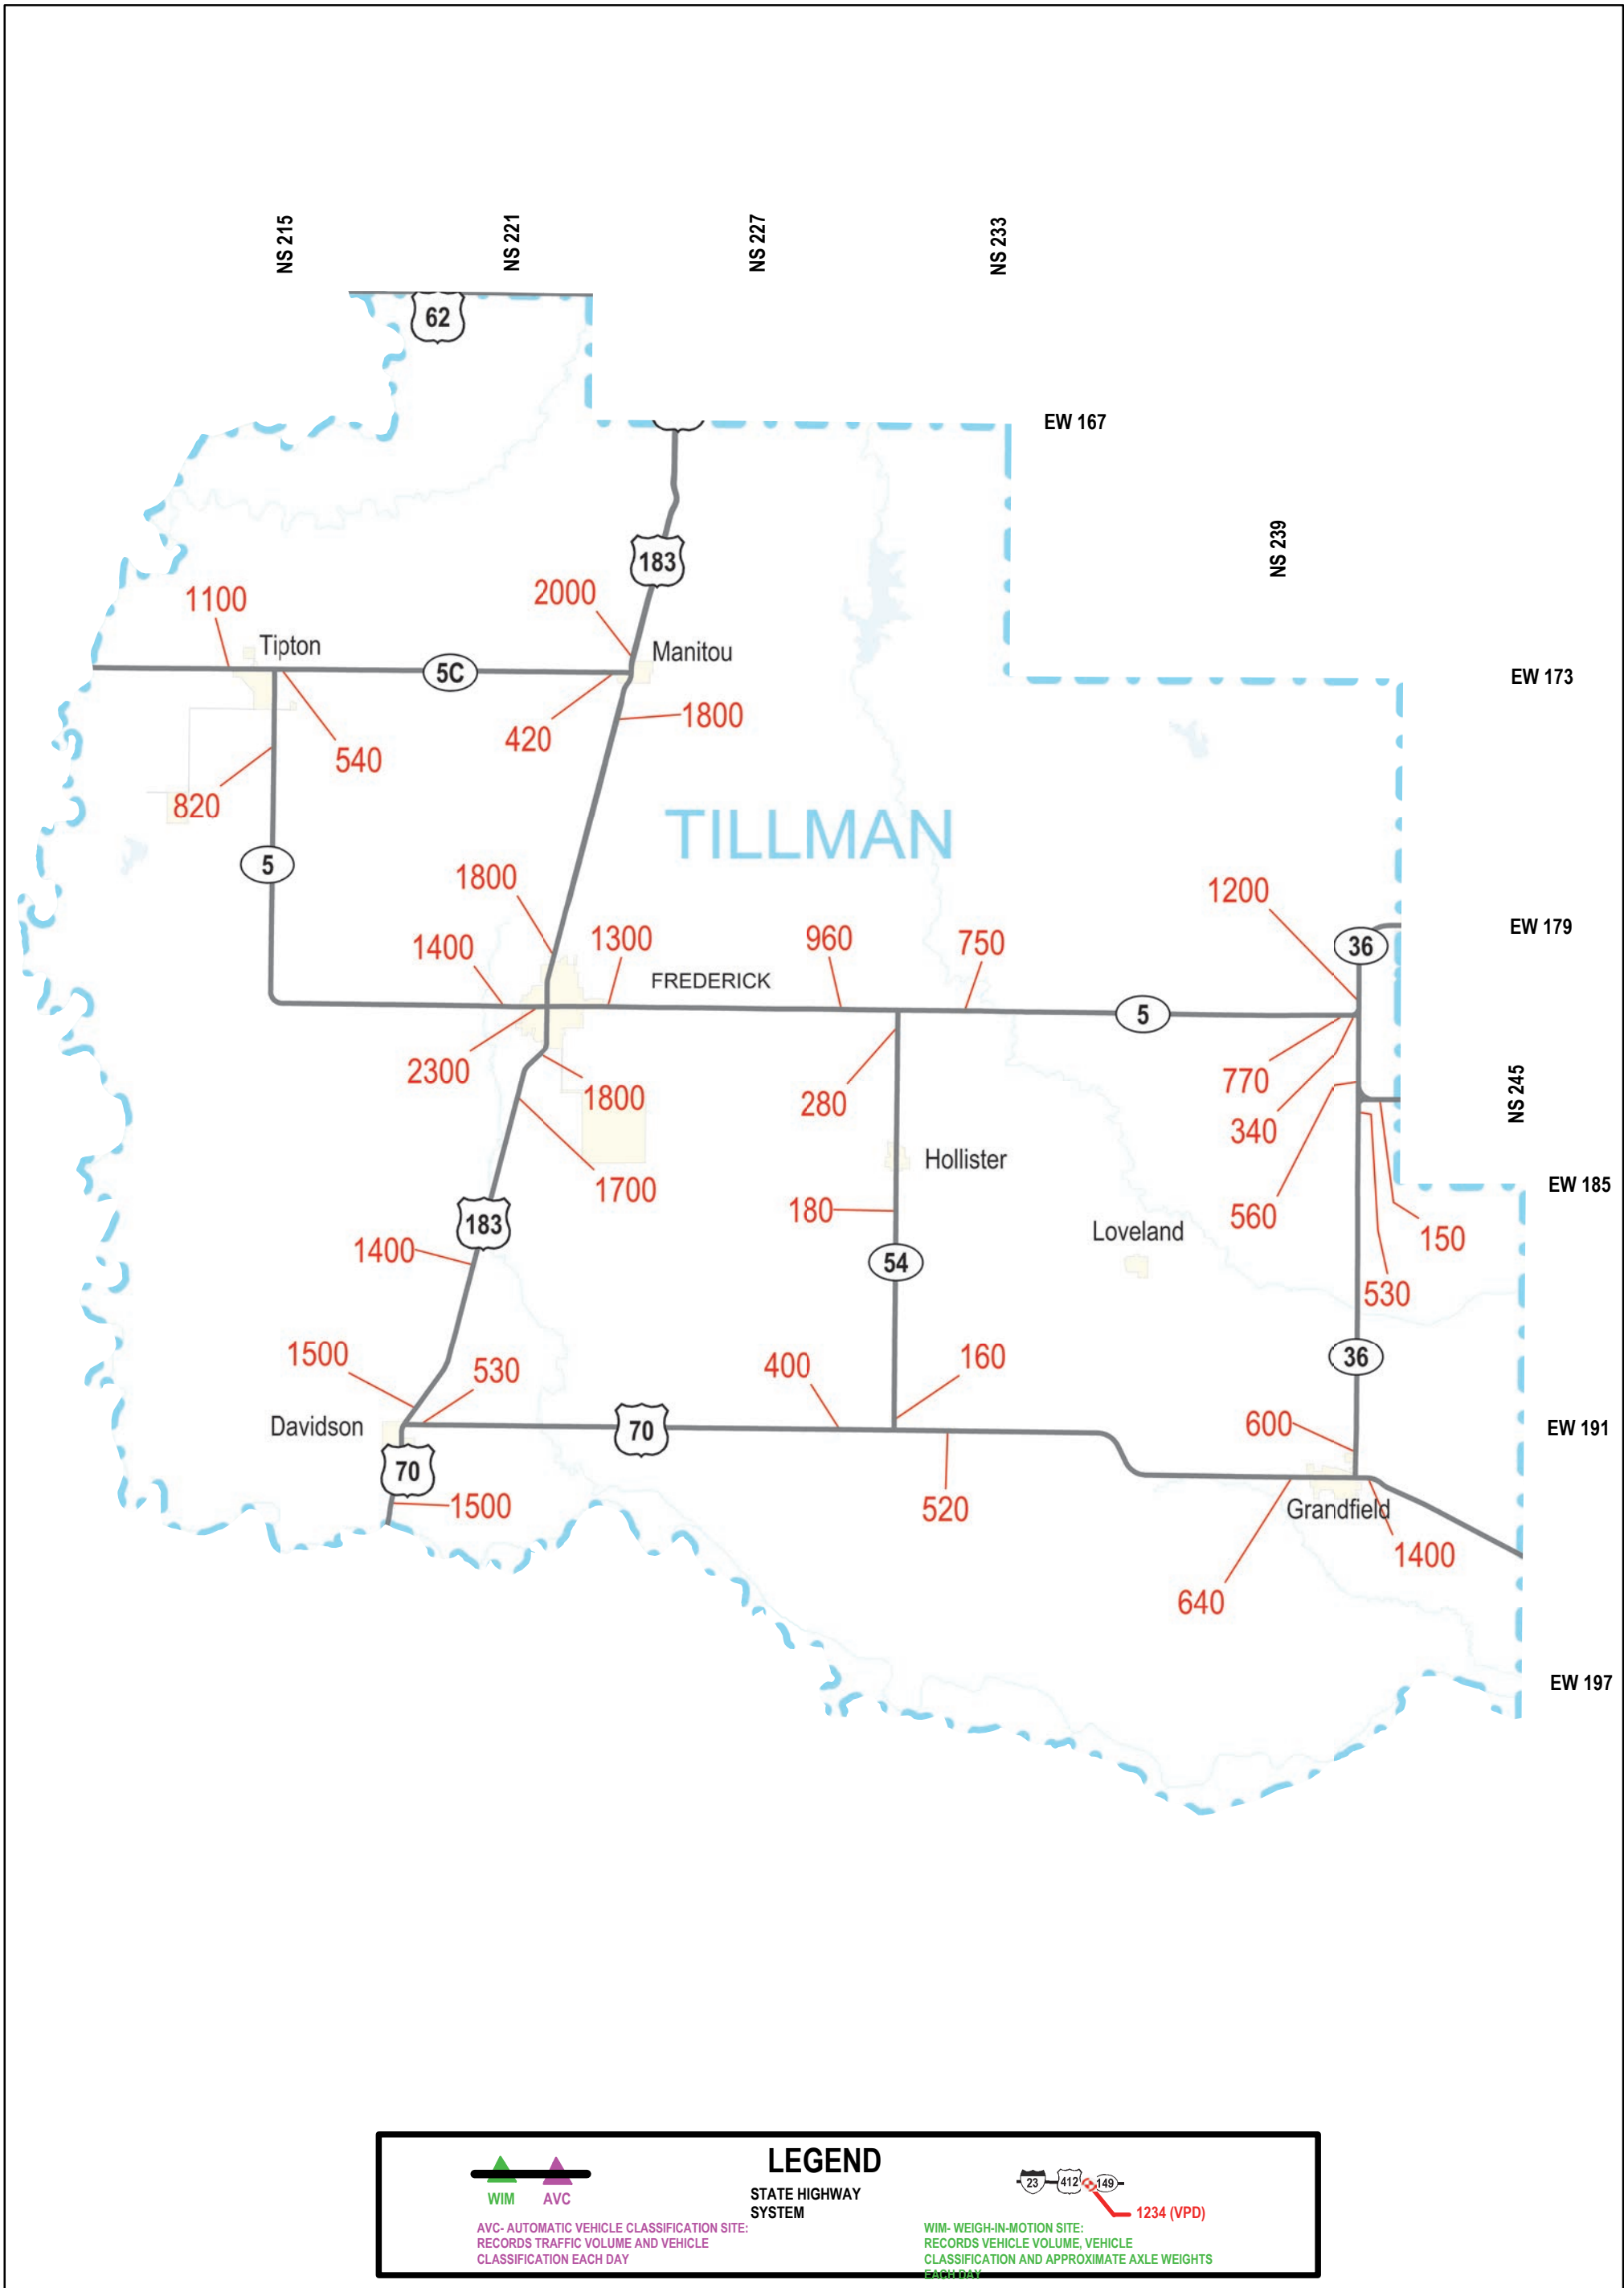 NS 215
NS 221
NS 227
NS 233
62
EW 167
183
NS 239
1100
2000
Tipton
Manitou
5C
EW 173
1800
420
540
820
TILLMAN
5
1800
1200
1400
1300
960
750
36
EW 179
FREDERICK
5
2300
1800
280
770
340
NS 245
Hollister
1700
180
560
EW 185
183
Loveland
150
1400
54
530
1500
530
400
160
36
Davidson
70
600
EW 191
70
1500
520
Grandfield
1400
640
EW 197
LEGEND
WIM AVC
STATE HIGHWAY
SYSTEM
23 412 149
1234 (VPD)
AVC- AUTOMATIC VEHICLE CLASSIFICATION SITE:
RECORDS TRAFFIC VOLUME AND VEHICLE
CLASSIFICATION EACH DAY
WIM- WEIGH-IN-MOTION SITE:
RECORDS VEHICLE VOLUME, VEHICLE
CLASSIFICATION AND APPROXIMATE AXLE WEIGHTS
EACH DAY